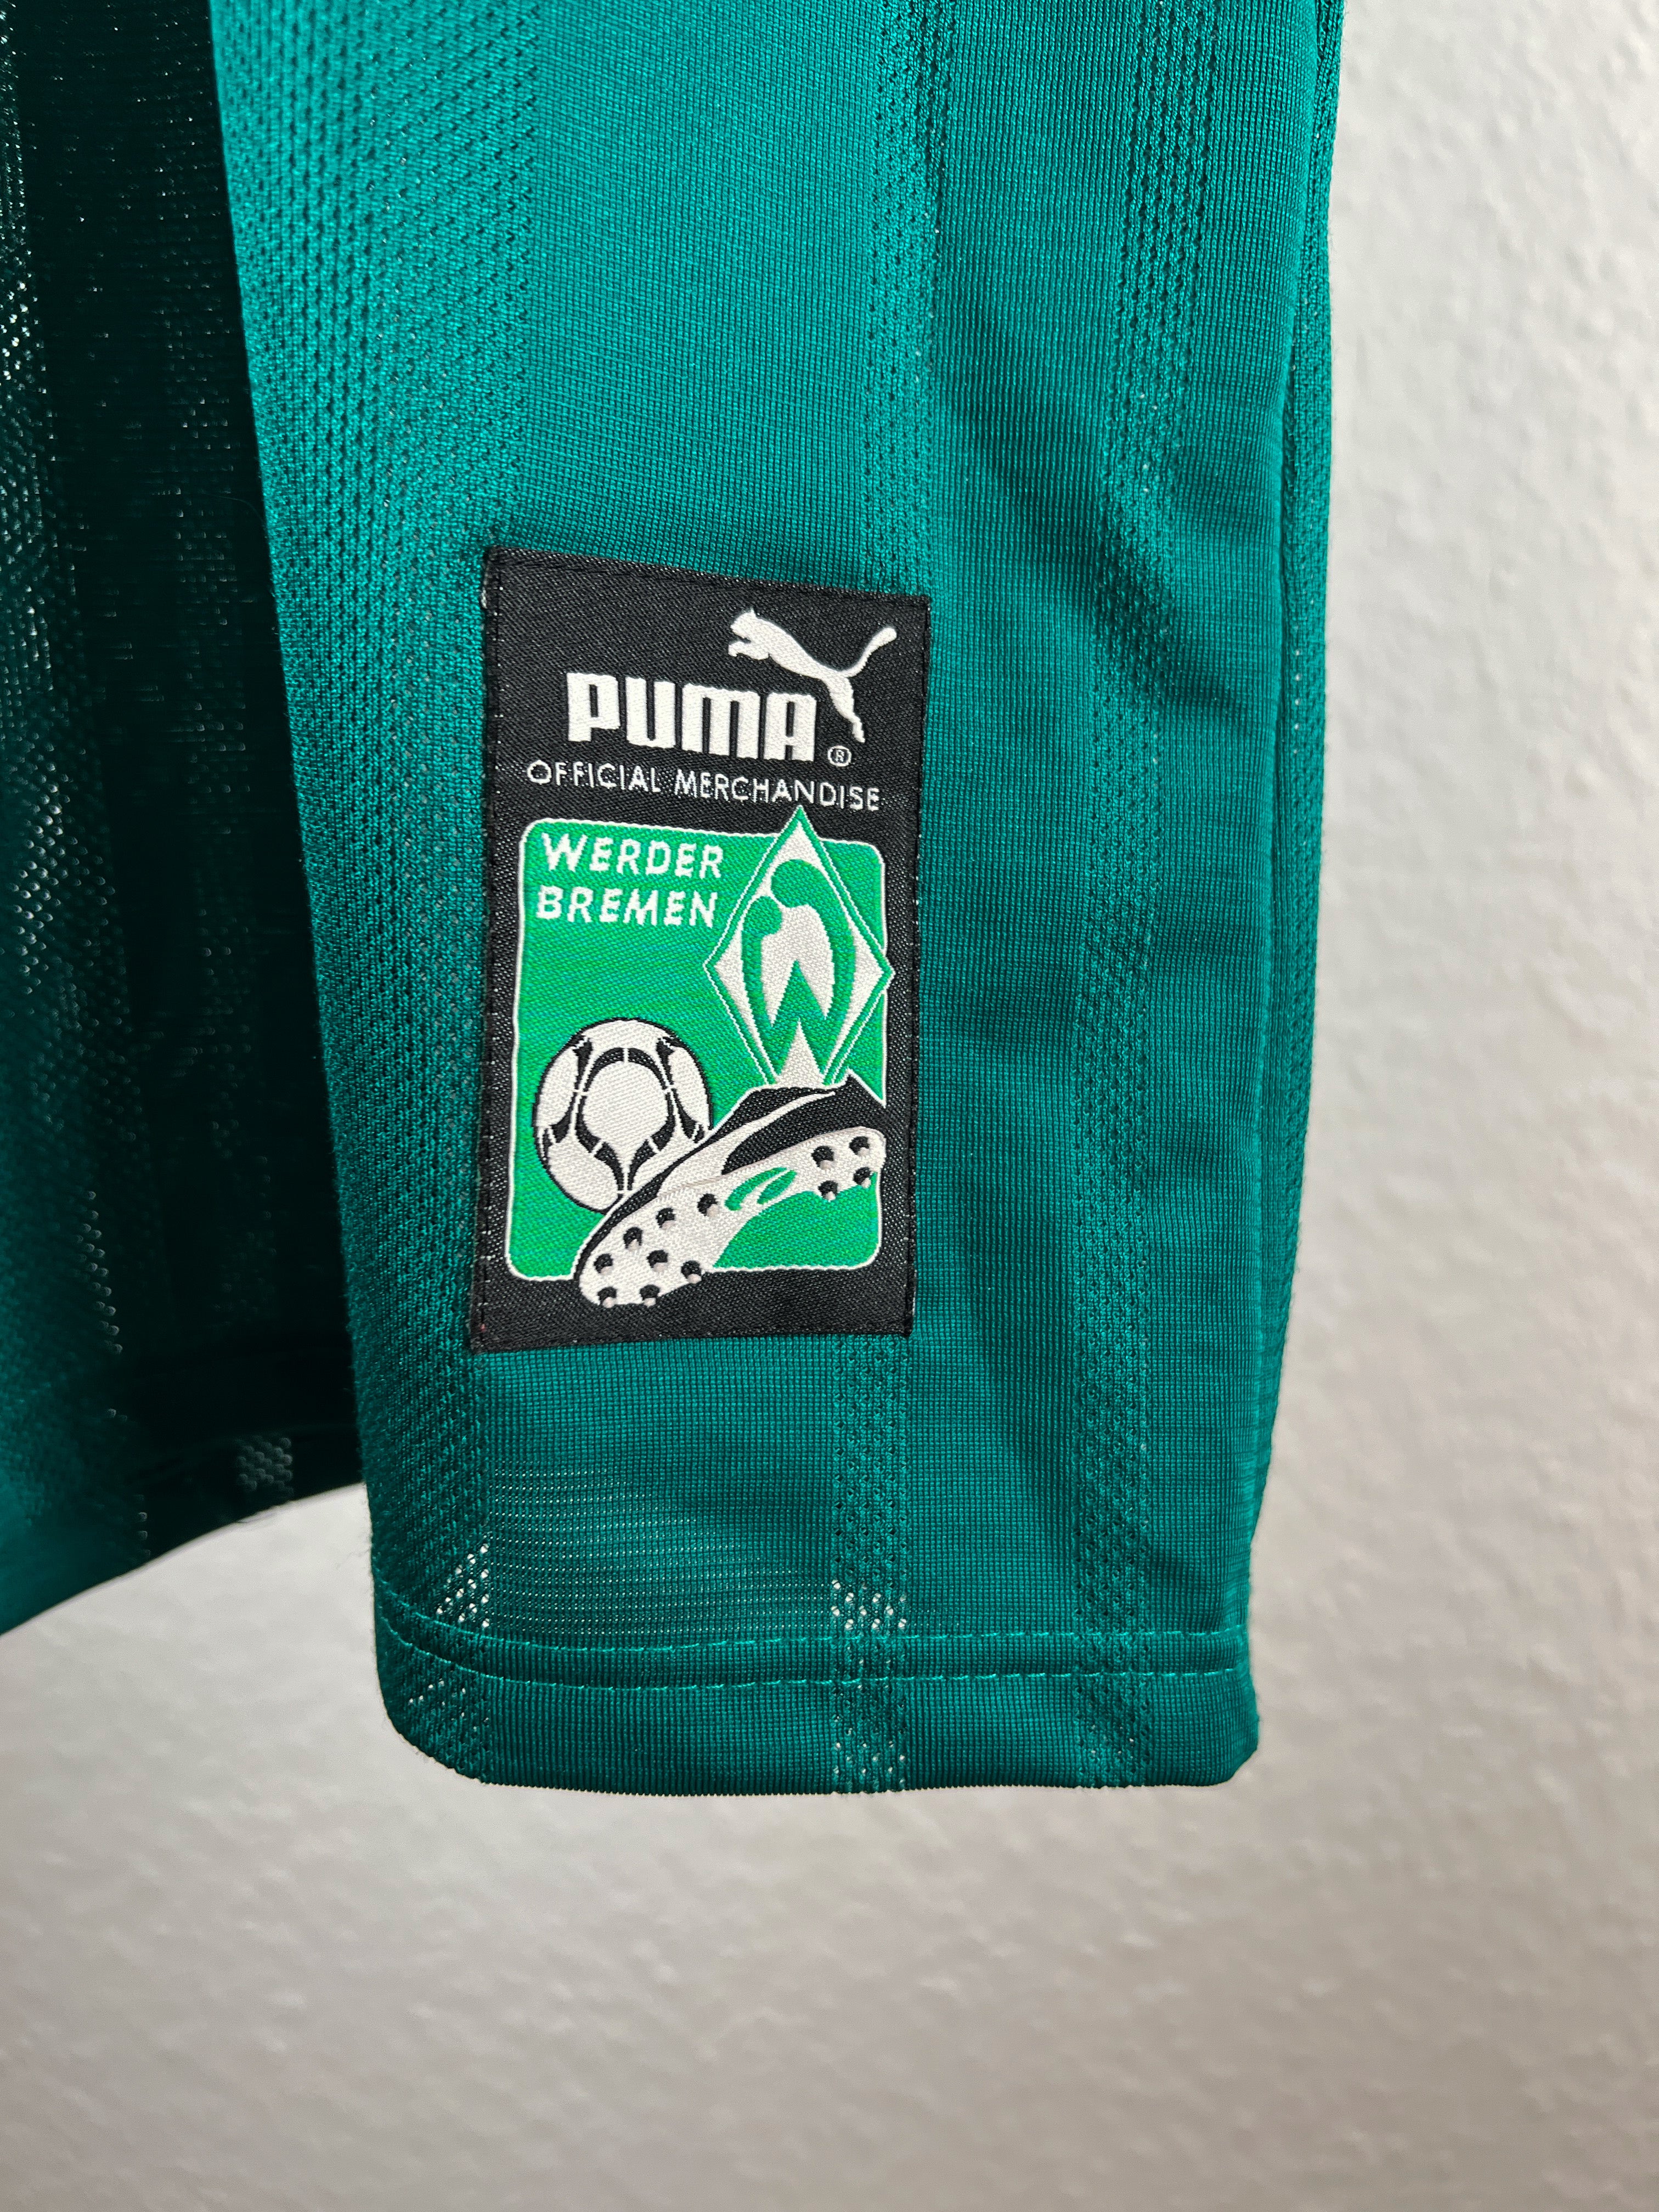 PUMA®
OFFICIAL MERCHANDISE
WERDER
BREMEN
W